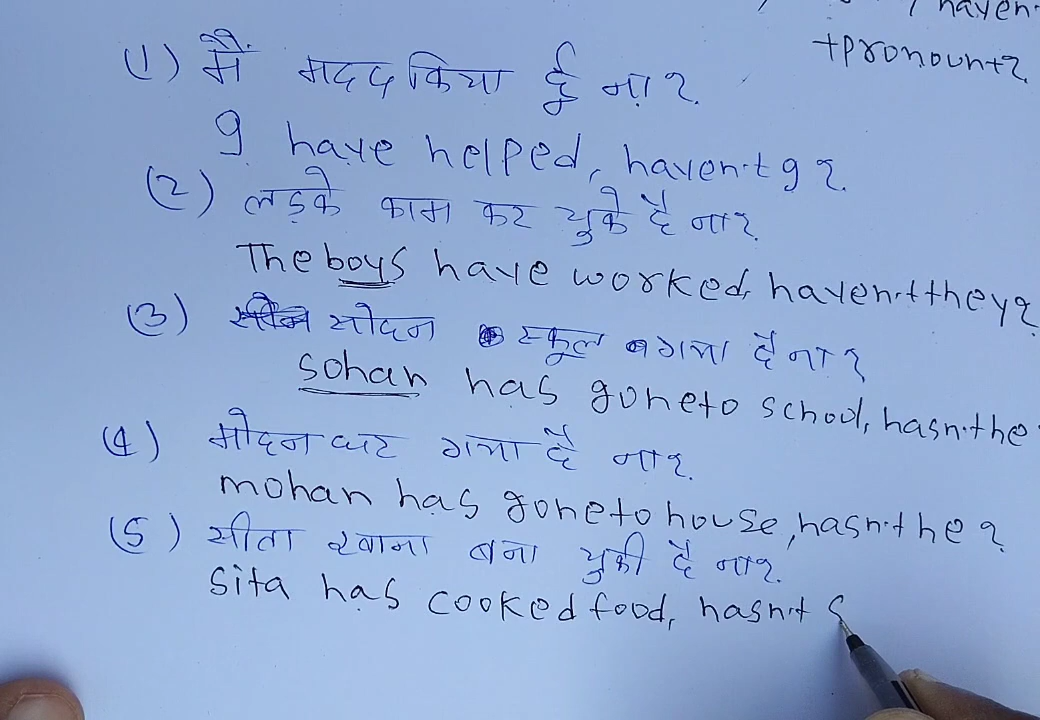 haven-
+pronoun+?
(1) मैं मदद किया हूँ ना?
I have helped, haven't I?
(2) लड़के काम कर चुके है ना?
The boys have worked, haven't they?
(3) सोहन स्कूल गया है ना?
sohan has gone to school, hasn't he
(4) मोहन घर गया है ना?
mohan has gone to house, hasn't he?
(5) सीता खाना बना चुकी है ना?
Sita has cooked food, hasn't s